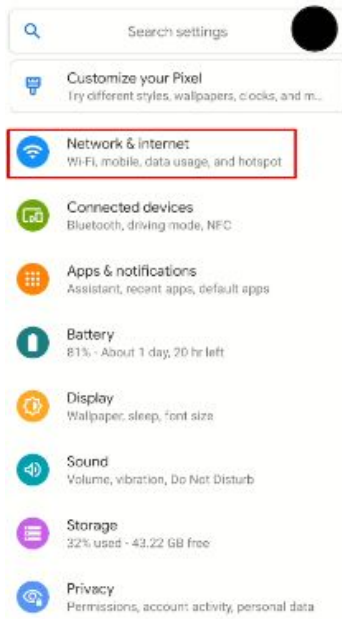 Search settings
Customize your Pixel
Try different styles, wallpapers, clocks, and m...
Network & internet
Wi-Fi, mobile, data usage, and hotspot
Connected devices
Bluetooth, driving mode, NFC
Apps & notifications
Assistant, recent apps, default apps
Battery
81% - About 1 day, 20 hr left
Display
Wallpaper, sleep, font size
Sound
Volume, vibration, Do Not Disturb
Storage
32% used - 43.22 GB free
Privacy
Permissions, account activity, personal data